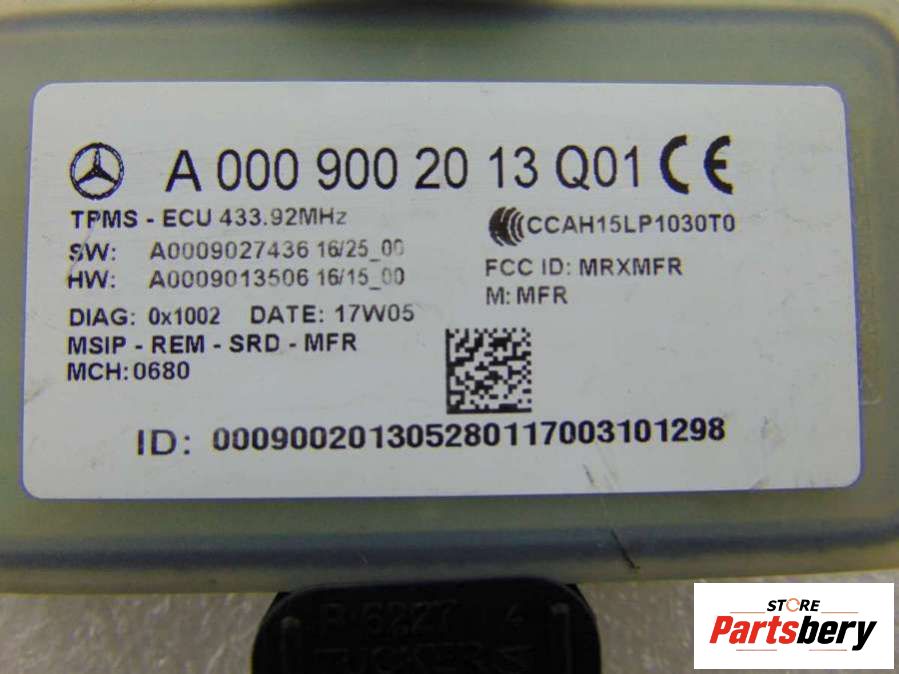 A 000 900 20 13 Q01 CE
TPMS - ECU 433.92MHz
CCAH15LP1030T0
SW: A0009027436 16/25_00
HW: A0009013506 16/15_00
FCC ID: MRXMFR
M: MFR
DIAG: 0x1002 DATE: 17W05
MSIP - REM - SRD - MFR
MCH:0680
ID: 000900201305280117003101298
STORE
Partsbery